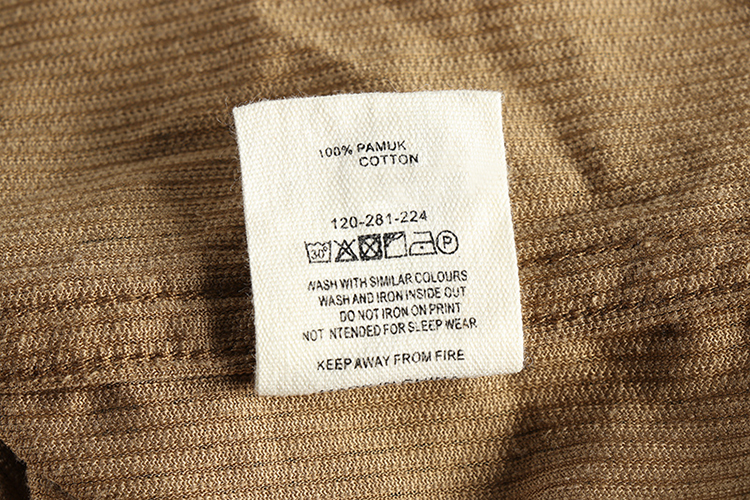 100% PAMUK
COTTON
120-281-224
30°
P
WASH WITH SIMILAR COLOURS
WASH AND IRON INSIDE OUT
DO NOT IRON ON PRINT
NOT NTENDED FOR SLEEP WEAR
KEEP AWAY FROM FIRE